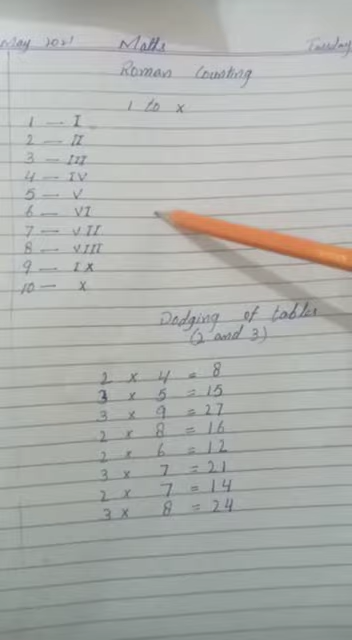 May 2021 Maths Tuesday
Roman Counting
1 to x
1 — I
2 — II
3 — III
4 — IV
5 — V
6 — VI
7 — VII
8 — VIII
9 — IX
10 — X
Dodging of tables
(2 and 3)
2 x 4 = 8
3 x 5 = 15
3 x 9 = 27
2 x 8 = 16
2 x 6 = 12
3 x 7 = 21
2 x 7 = 14
3 x 8 = 24